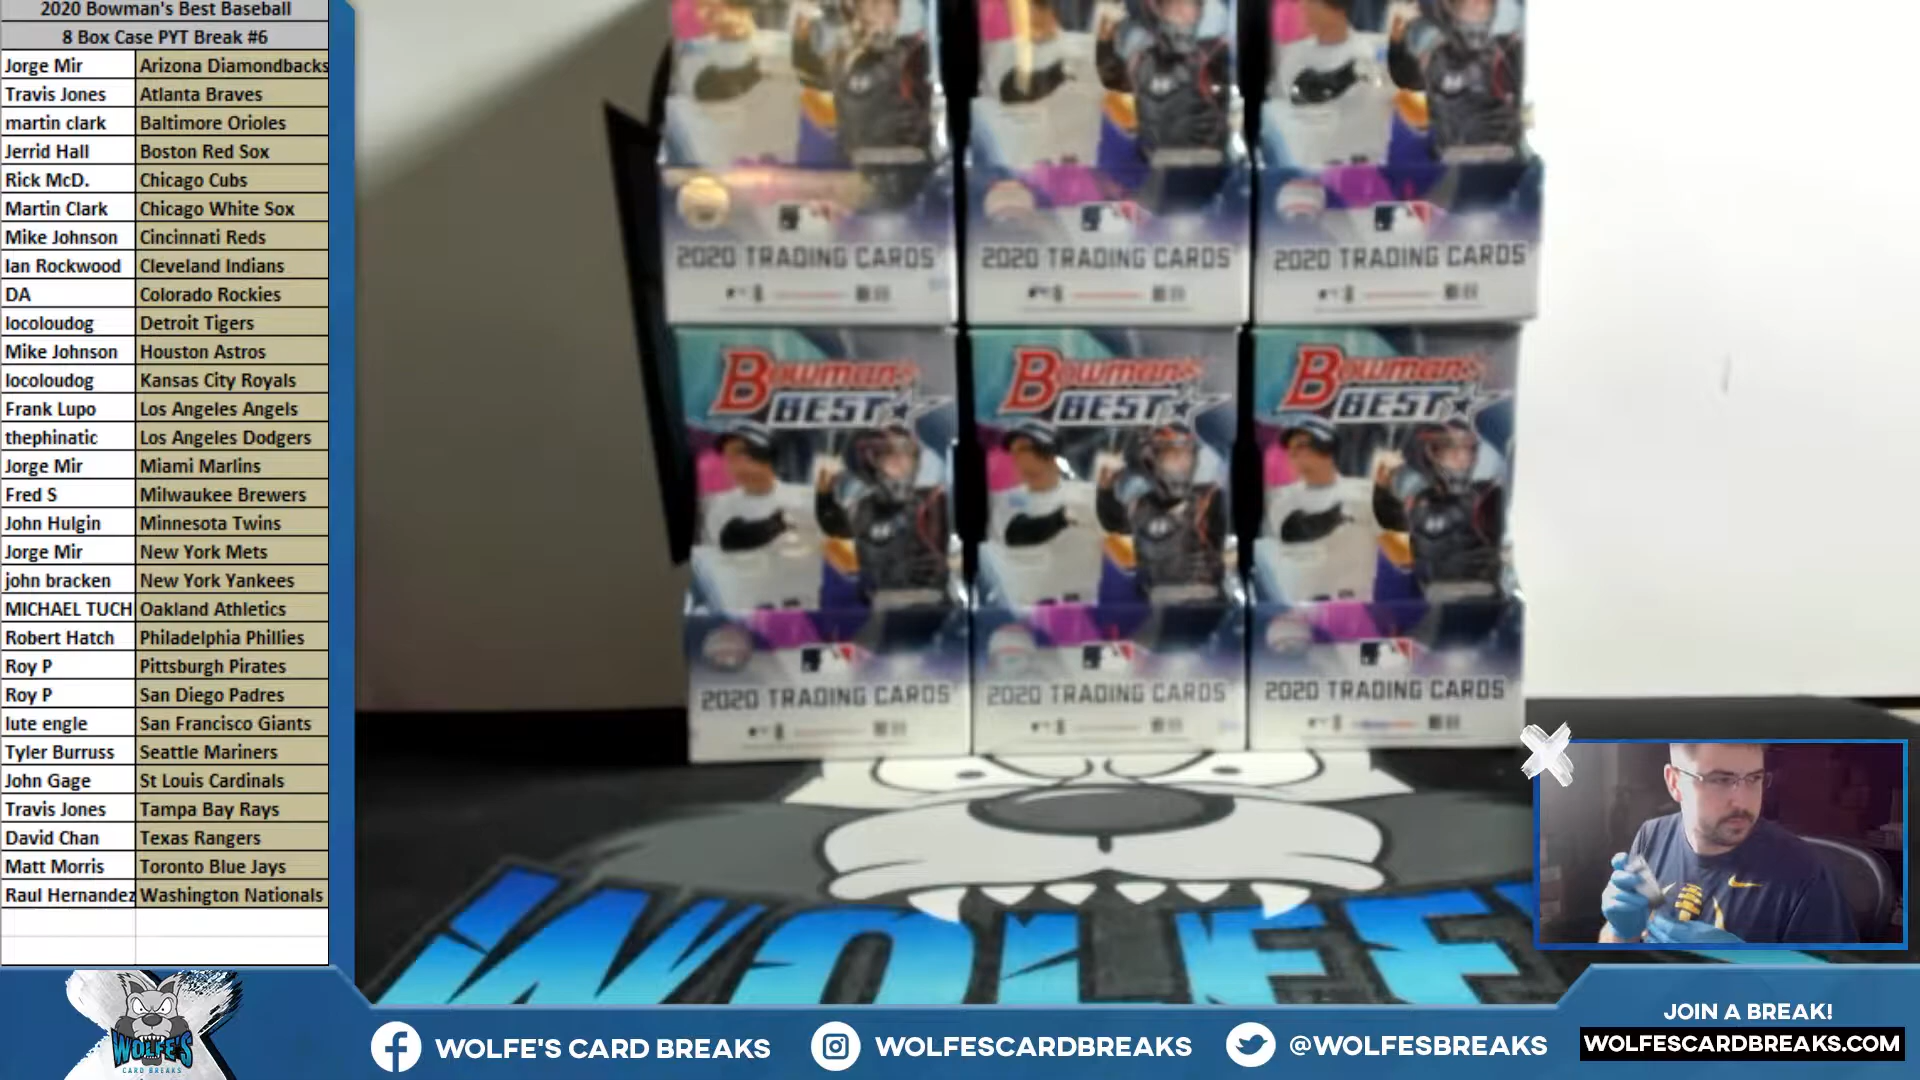 2020 Bowman's Best Baseball
8 Box Case PYT Break #6
Jorge Mir Arizona Diamondbacks
Travis Jones Atlanta Braves
martin clark Baltimore Orioles
Jerrid Hall Boston Red Sox
Rick McD. Chicago Cubs
Martin Clark Chicago White Sox
Mike Johnson Cincinnati Reds
Ian Rockwood Cleveland Indians
DA Colorado Rockies
locoloudog Detroit Tigers
Mike Johnson Houston Astros
locoloudog Kansas City Royals
Frank Lupo Los Angeles Angels
thephinatic Los Angeles Dodgers
Jorge Mir Miami Marlins
Fred S Milwaukee Brewers
John Hulgin Minnesota Twins
Jorge Mir New York Mets
john bracken New York Yankees
MICHAEL TUCH Oakland Athletics
Robert Hatch Philadelphia Phillies
Roy P Pittsburgh Pirates
Roy P San Diego Padres
lute engle San Francisco Giants
Tyler Burruss Seattle Mariners
John Gage St Louis Cardinals
Travis Jones Tampa Bay Rays
David Chan Texas Rangers
Matt Morris Toronto Blue Jays
Raul Hernandez Washington Nationals
2020 TRADING CARDS
2020 TRADING CARDS
2020 TRADING CARDS
Bowman's BEST
Bowman's BEST
Bowman's BEST
2020 TRADING CARDS
2020 TRADING CARDS
2020 TRADING CARDS
WOLFE'S
CARD BREAKS
WOLFE'S CARD BREAKS
WOLFESCARDBREAKS
@WOLFESBREAKS
JOIN A BREAK!
WOLFESCARDBREAKS.COM